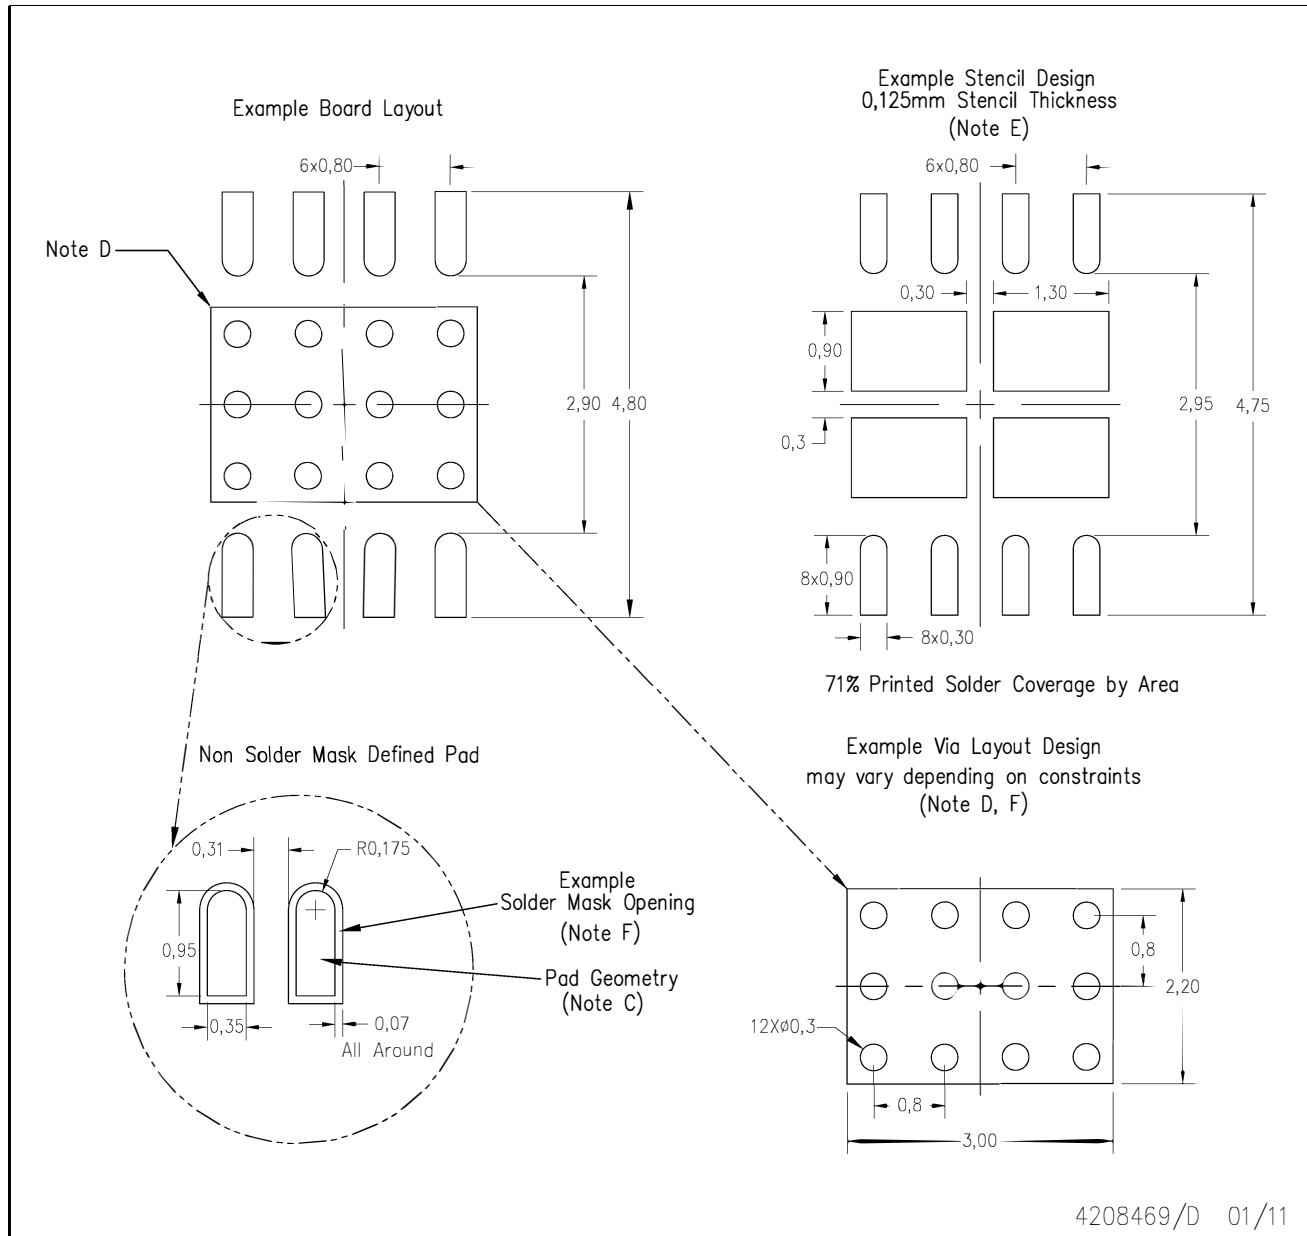 Example Board Layout
6x0,80
Note D
2,90
4,80
Example Stencil Design
0,125mm Stencil Thickness
(Note E)
6x0,80
0,30
1,30
0,90
0,3
2,95
4,75
8x0,90
8x0,30
71% Printed Solder Coverage by Area
Non Solder Mask Defined Pad
0,31
R0,175
Example
Solder Mask Opening
(Note F)
0,95
Pad Geometry
(Note C)
0,35
0,07
All Around
Example Via Layout Design
may vary depending on constraints
(Note D, F)
0,8
2,20
12XØ0,3
0,8
3,00
4208469/D 01/11